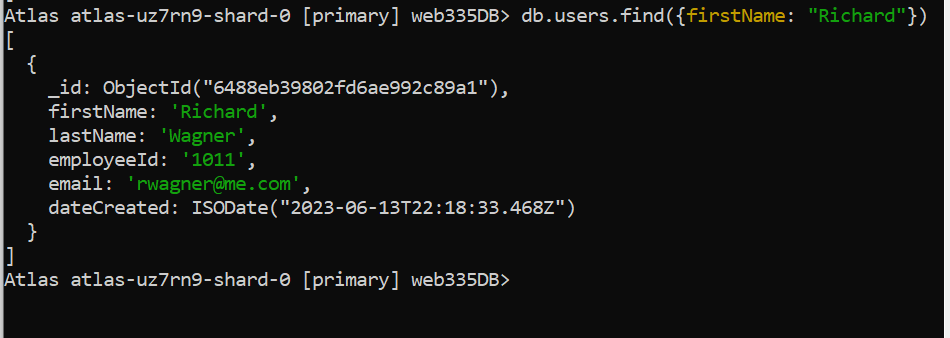 Atlas atlas-uz7rn9-shard-0 [primary] web335DB> db.users.find({firstName: "Richard"})
[
  {
    _id: ObjectId("6488eb39802fd6ae992c89a1"),
    firstName: 'Richard',
    lastName: 'Wagner',
    employeeId: '1011',
    email: 'rwagner@me.com',
    dateCreated: ISODate("2023-06-13T22:18:33.468Z")
  }
]
Atlas atlas-uz7rn9-shard-0 [primary] web335DB>